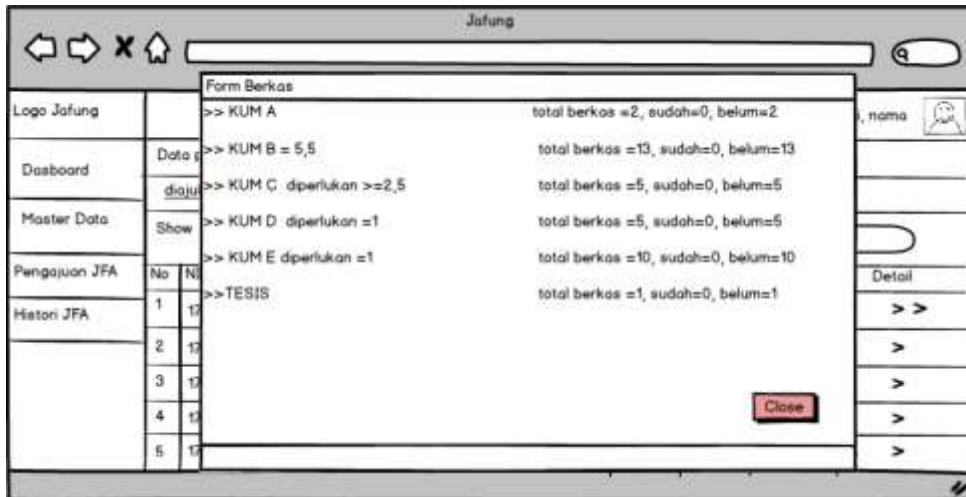 Jafung
Form Berkas
>> KUM A total berkas =2, sudah=0, belum=2
>> KUM B = 5,5 total berkas =13, sudah=0, belum=13
>> KUM C diperlukan >=2,5 total berkas =5, sudah=0, belum=5
>> KUM D diperlukan =1 total berkas =5, sudah=0, belum=5
>> KUM E diperlukan =1 total berkas =10, sudah=0, belum=10
>>TESIS total berkas =1, sudah=0, belum=1
Close
Logo Jafung
Dasboard
Master Data
Pengajuan JFA
Histori JFA
, nama
Data
Show
No
Detail
1 >>
2 >
3 >
4 >
5 >